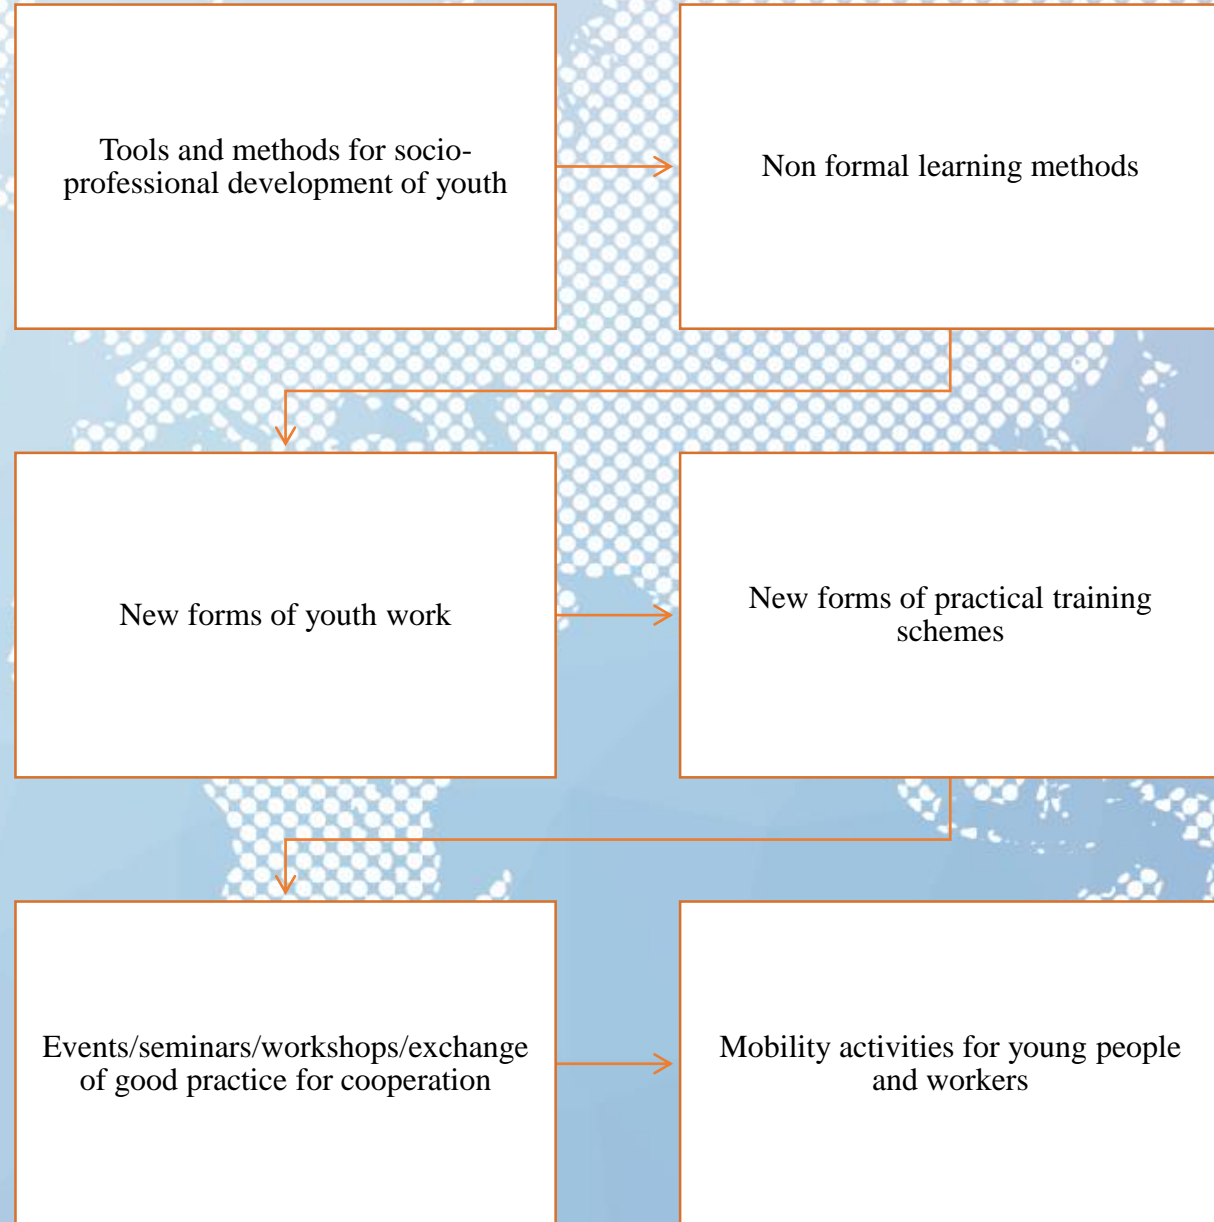 Tools and methods for socio-
professional development of youth
Non formal learning methods
New forms of youth work
New forms of practical training
schemes
Events/seminars/workshops/exchange
of good practice for cooperation
Mobility activities for young people
and workers